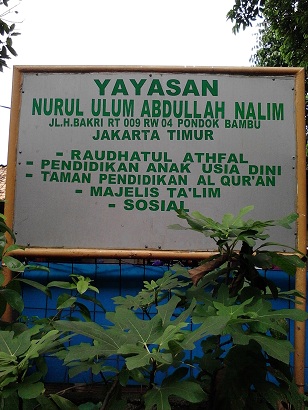 YAYASAN
NURUL ULUM ABDULLAH NALIM
JL.H.BAKRI RT 009 RW 04 PONDOK BAMBU
JAKARTA TIMUR
- RAUDHATUL ATHFAL
- PENDIDIKAN ANAK USIA DINI
- TAMAN PENDIDIKAN AL QUR'AN
- MAJELIS TA'LIM
- SOSIAL